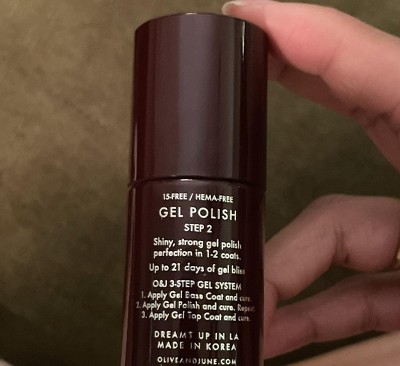 15-FREE / HEMA-FREE
GEL POLISH
STEP 2
Shiny, strong gel polish
perfection in 1-2 coats.
Up to 21 days of gel bliss
O&J 3-STEP GEL SYSTEM
1. Apply Gel Base Coat and cure.
2. Apply Gel Polish and cure. Repeat.
3. Apply Gel Top Coat and cure.
DREAMT UP IN LA
MADE IN KOREA
OLIVEANDJUNE.COM